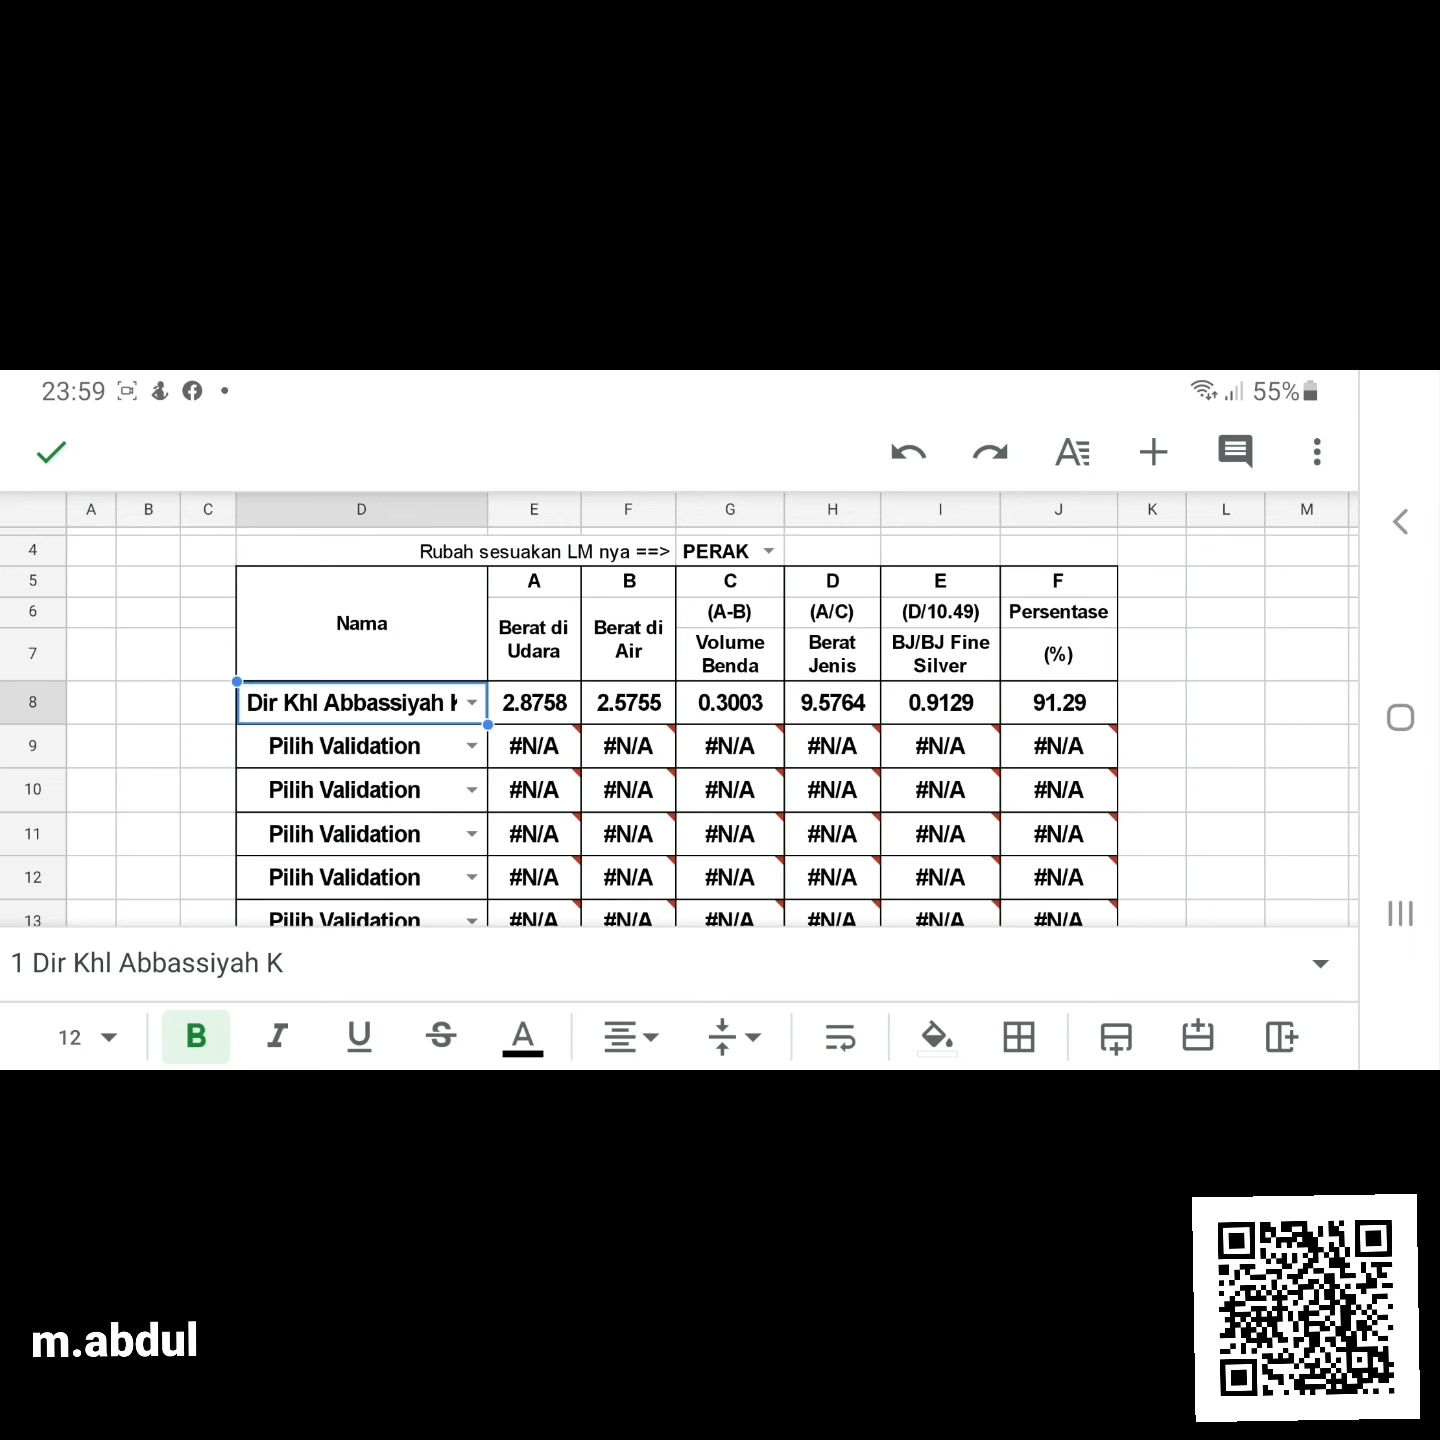 23:59
55%
A B C D E F G H I J K L M
4 Rubah sesuakan LM nya ==> PERAK
5 A B C D E F
6 (A-B) (A/C) (D/10.49) Persentase
Nama Berat di Udara Berat di Air
7 Volume Benda Berat Jenis BJ/BJ Fine Silver (%)
8 Dir Khl Abbassiyah 2.8758 2.5755 0.3003 9.5764 0.9129 91.29
9 Pilih Validation #N/A #N/A #N/A #N/A #N/A #N/A
10 Pilih Validation #N/A #N/A #N/A #N/A #N/A #N/A
11 Pilih Validation #N/A #N/A #N/A #N/A #N/A #N/A
12 Pilih Validation #N/A #N/A #N/A #N/A #N/A #N/A
13 Pilih Validation #N/A #N/A #N/A #N/A #N/A #N/A
1 Dir Khl Abbassiyah K
12 B I U S A
m.abdul